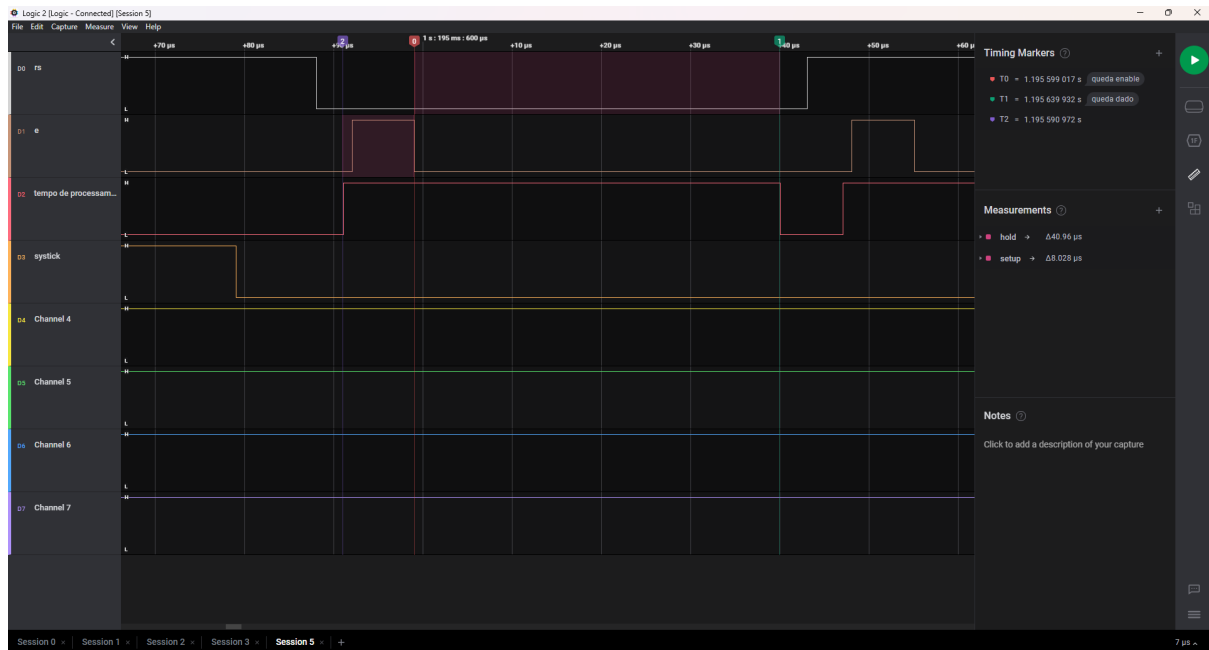 Logic 2 [Logic - Connected] [Session 5]
File Edit Capture Measure View Help
+70 µs +80 µs +90 µs 2 0 1 s : 195 ms : 600 µs +10 µs +20 µs +30 µs 1 +40 µs +50 µs +60 µ
D0 rs H L
D1 e H L
D2 tempo de processam... H L
D3 systick H L
D4 Channel 4 H L
D5 Channel 5 H L
D6 Channel 6 H L
D7 Channel 7 H L
Timing Markers ? +
T0 = 1.195 599 017 s queda enable
T1 = 1.195 639 932 s queda dado
T2 = 1.195 590 972 s
1F
Measurements ? +
hold → Δ40.96 µs
setup → Δ8.028 µs
Notes ?
Click to add a description of your capture
Session 0 × Session 1 × Session 2 × Session 3 × Session 5 × +
7 µs